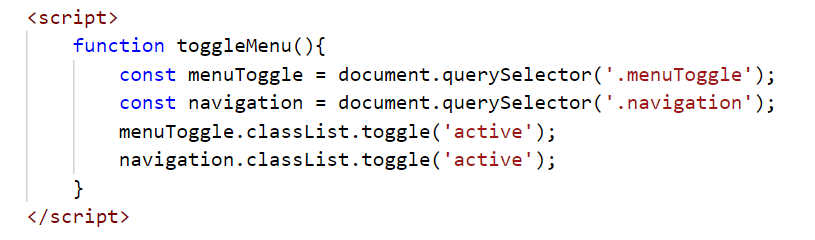 <script>
function toggleMenu(){
const menuToggle = document.querySelector('.menuToggle');
const navigation = document.querySelector('.navigation');
menuToggle.classList.toggle('active');
navigation.classList.toggle('active');
}
</script>